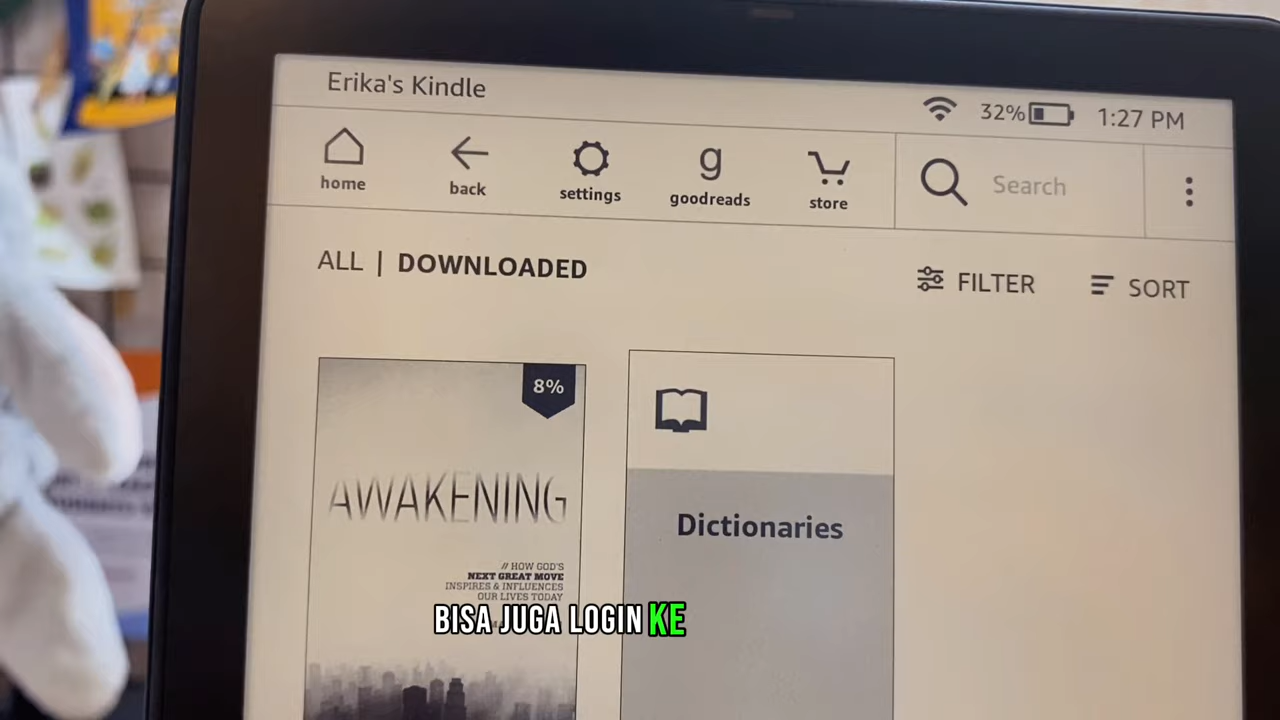 Erika's Kindle
32% 1:27 PM
home back settings goodreads store
Search
ALL | DOWNLOADED
FILTER SORT
8%
AWAKENING
// HOW GOD'S
NEXT GREAT MOVE
INSPIRES & INFLUENCES
OUR LIVES TODAY
Dictionaries
BISA JUGA LOGIN KE